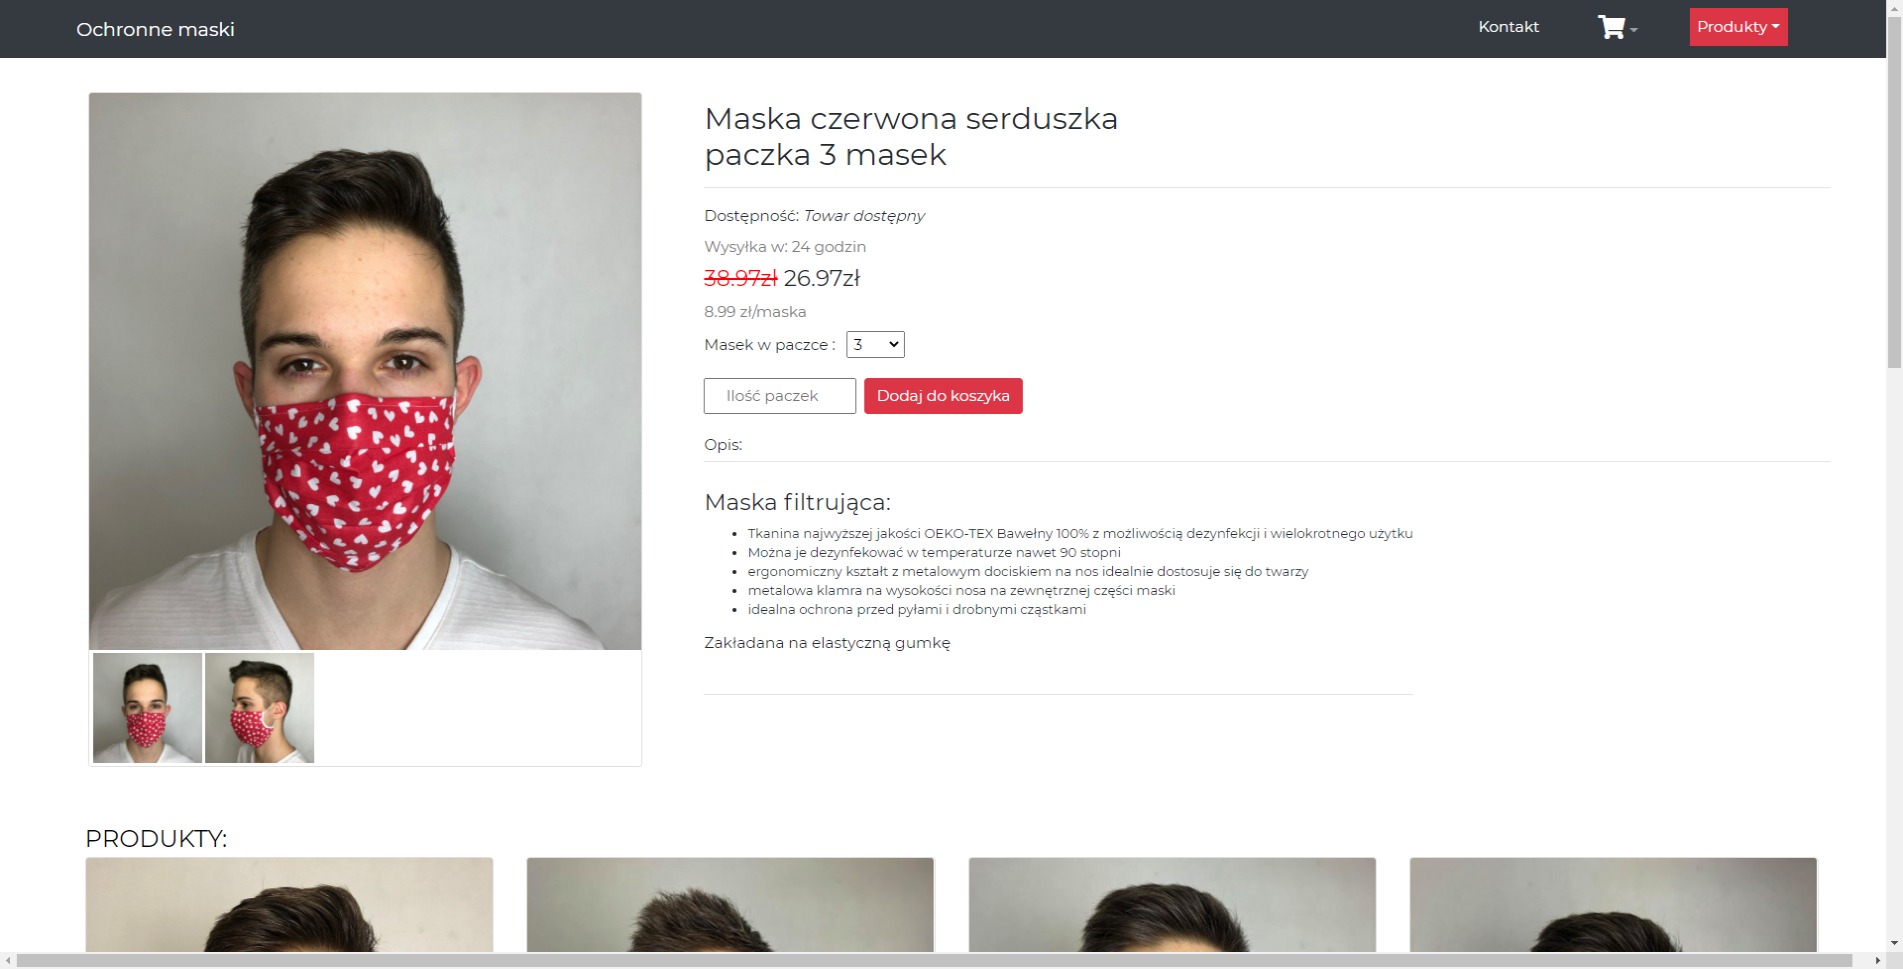 Ochronne maski
Kontakt
Produkty
Maska czerwona serduszka
paczka 3 masek
Dostępność: Towar dostępny
Wysyłka w: 24 godzin
38.97zł 26.97zł
8.99 zł/maska
Masek w paczce : 3
Ilość paczek
Dodaj do koszyka
Opis:
Maska filtrująca:
Tkanina najwyższej jakości OEKO-TEX Bawełny 100% z możliwością dezynfekcji i wielokrotnego użytku
Można je dezynfekować w temperaturze nawet 90 stopni
ergonomiczny kształt z metalowym dociskiem na nos idealnie dostosuje się do twarzy
metalowa klamra na wysokości nosa na zewnętrznej części maski
idealna ochrona przed pyłami i drobnymi cząstkami
Zakładana na elastyczną gumkę
PRODUKTY: